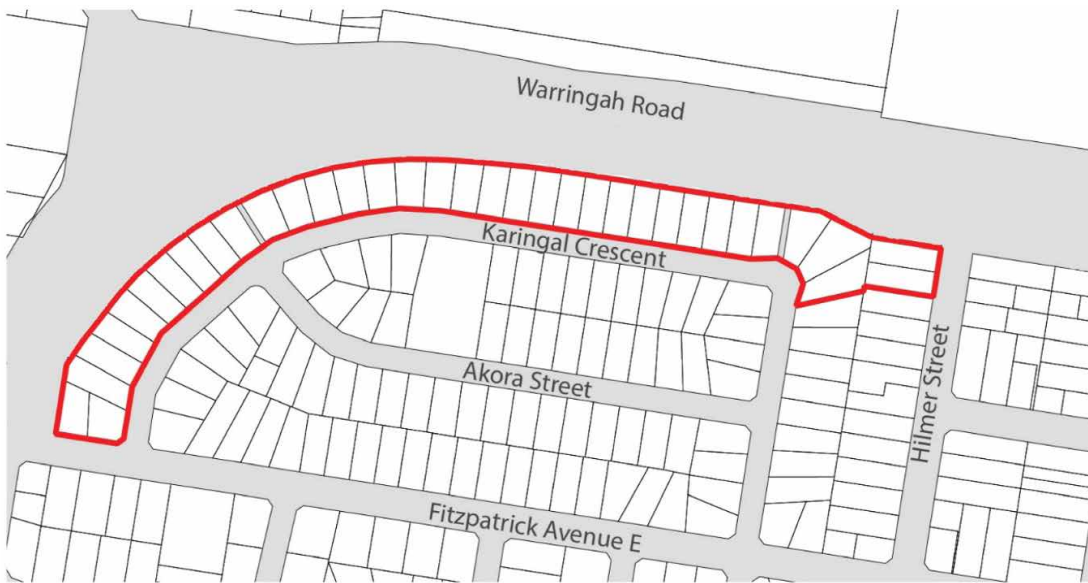 Warringah Road
Karingal Crescent
Akora Street
Hilmer Street
Fitzpatrick Avenue E